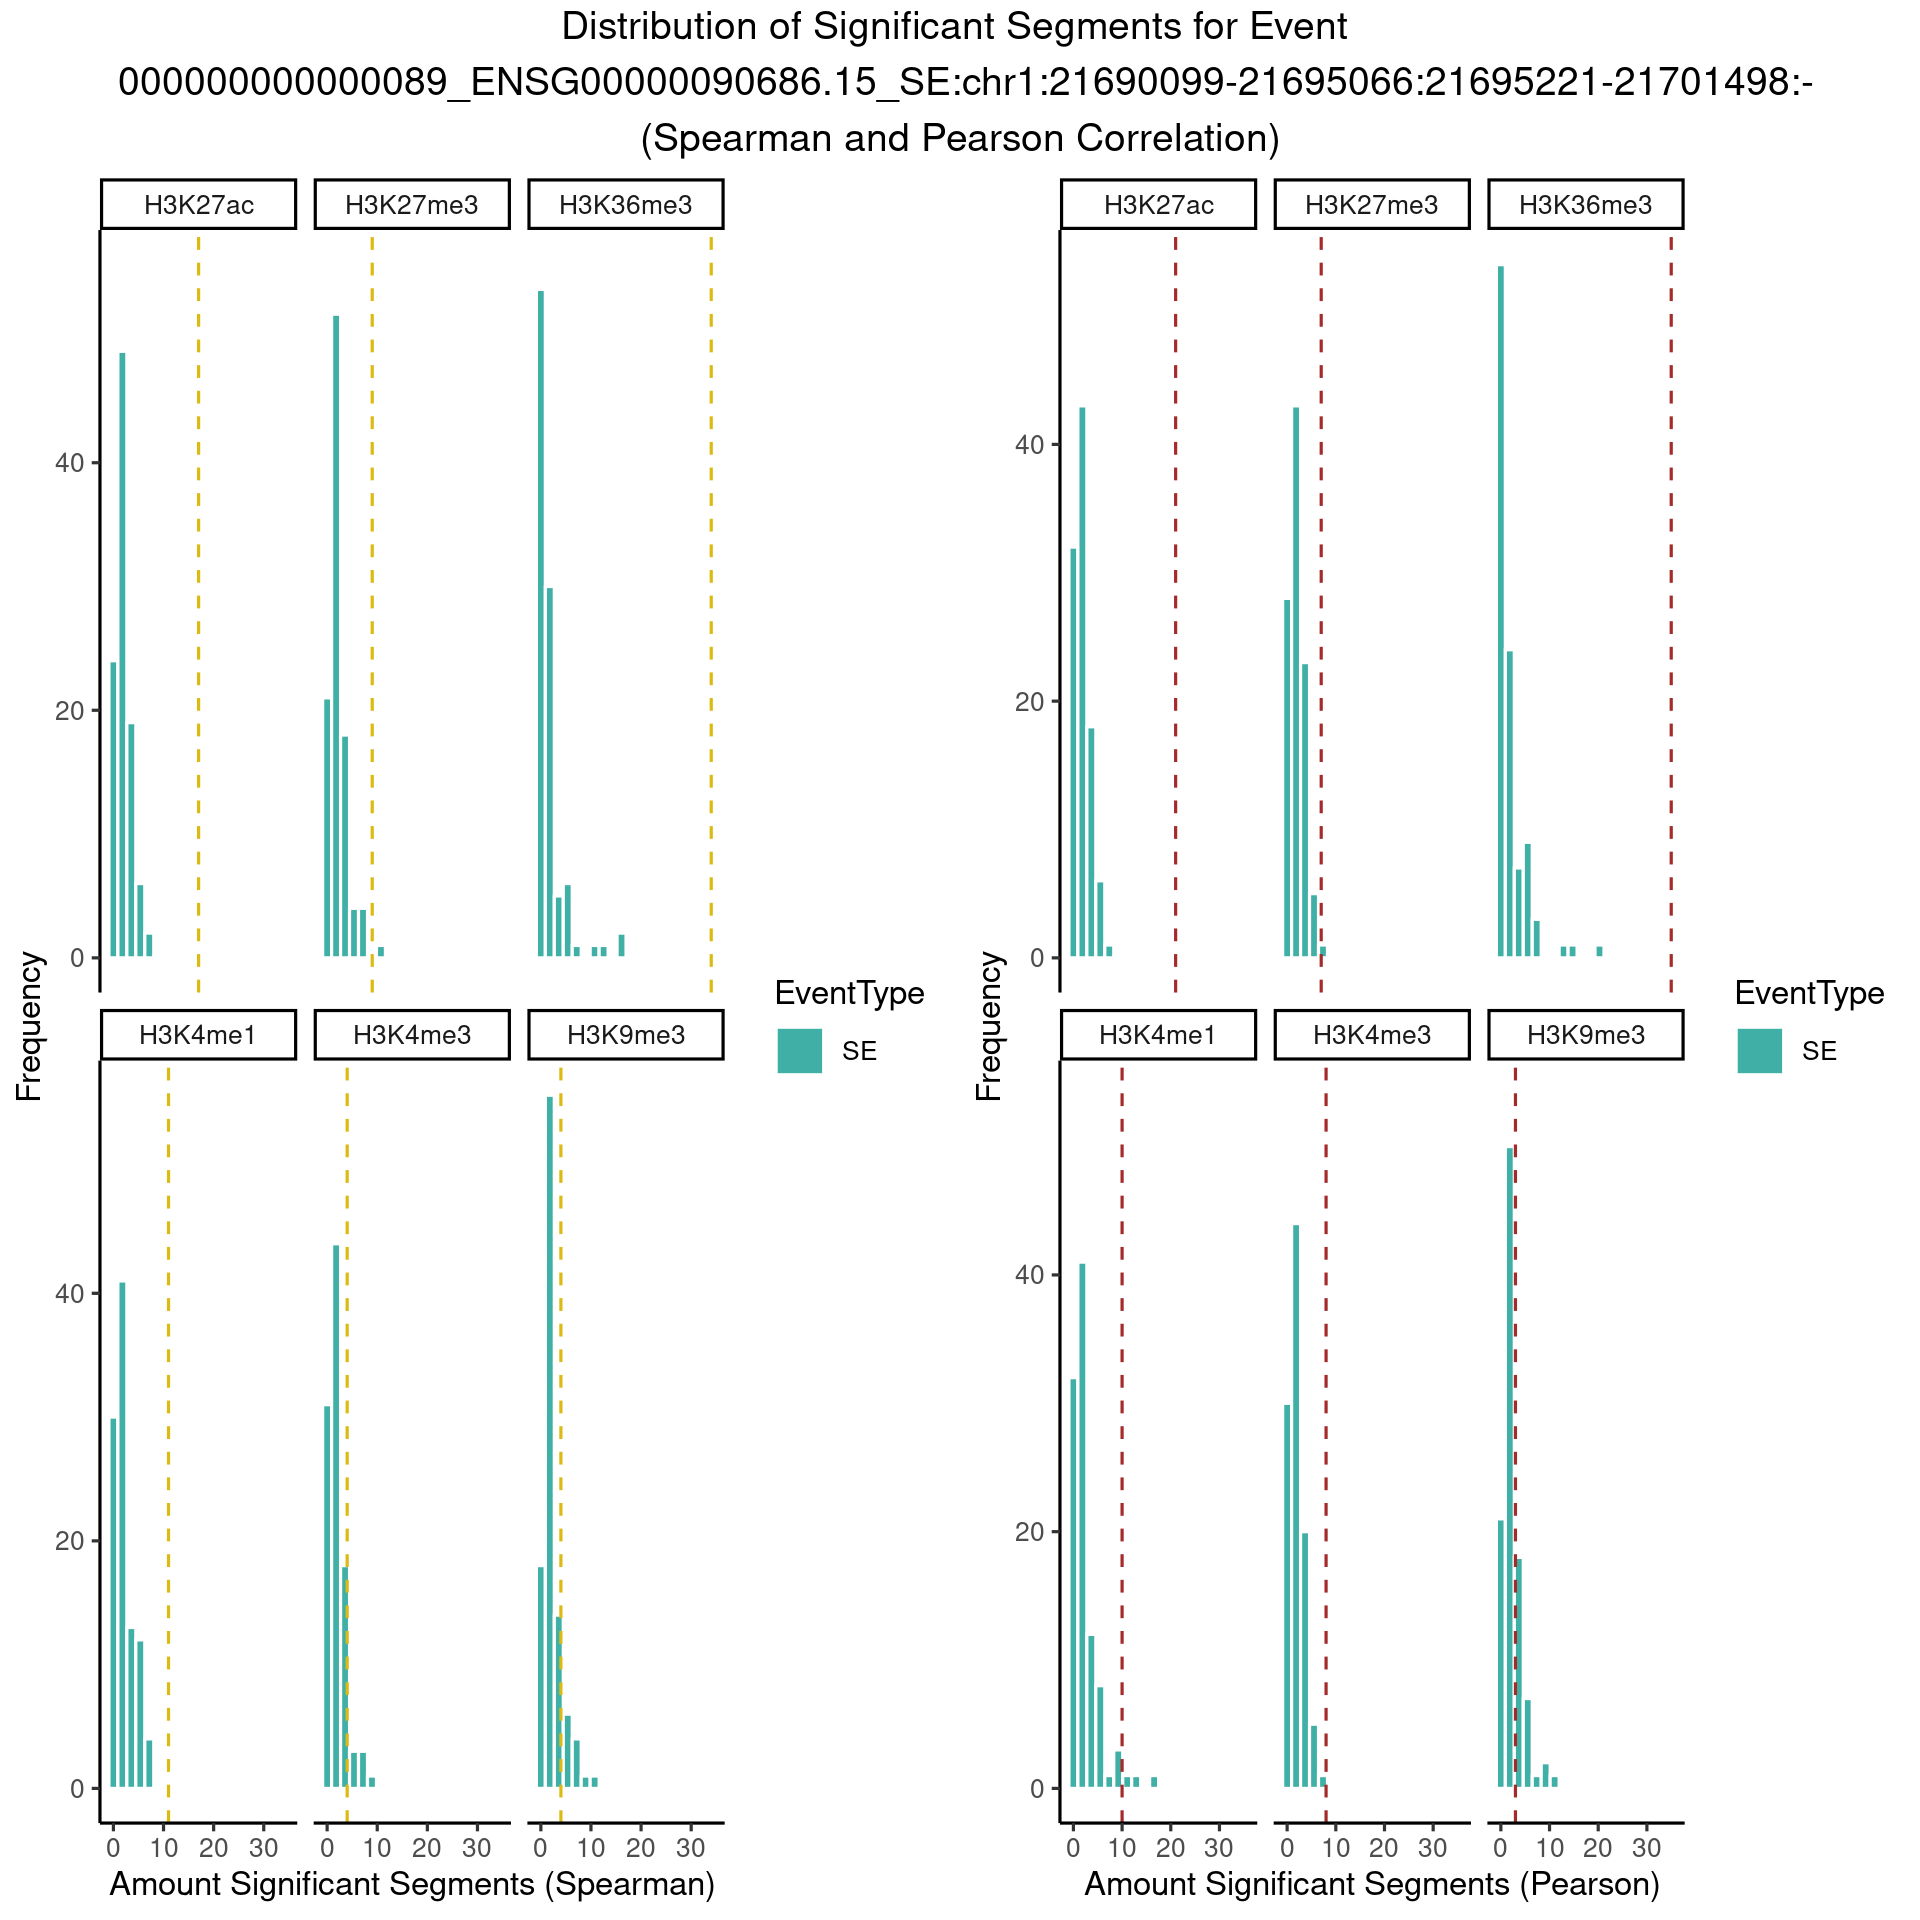 Distribution of Significant Segments for Event
000000000000089_ENSG00000090686.15_SE:chr1:21690099-21695066:21695221-21701498:-
(Spearman and Pearson Correlation)
H3K27ac H3K27me3 H3K36me3
40
20
0
H3K4me1 H3K4me3 H3K9me3
40
20
0
0 10 20 30 0 10 20 30 0 10 20 30
Frequency
Amount Significant Segments (Spearman)
EventType
SE
H3K27ac H3K27me3 H3K36me3
40
20
0
H3K4me1 H3K4me3 H3K9me3
40
20
0
0 10 20 30 0 10 20 30 0 10 20 30
Frequency
Amount Significant Segments (Pearson)
EventType
SE